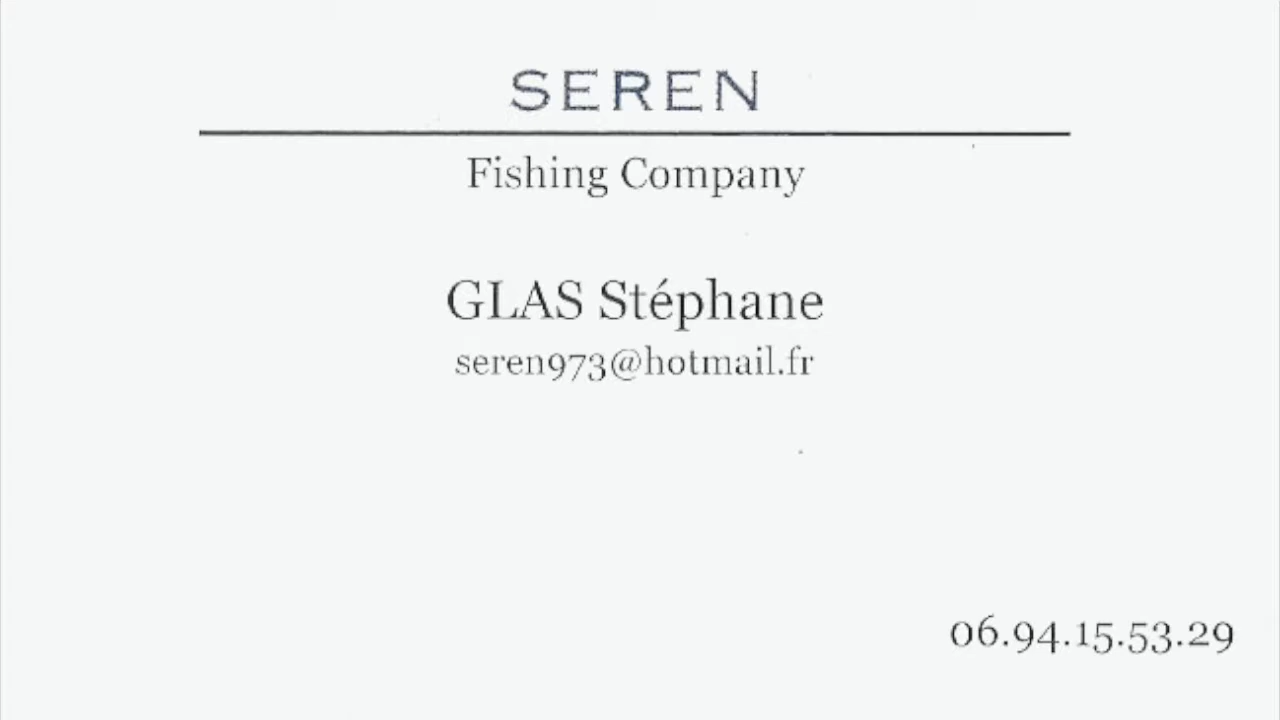 SEREN
Fishing Company
GLAS Stéphane
seren973@hotmail.fr
06.94.15.53.29